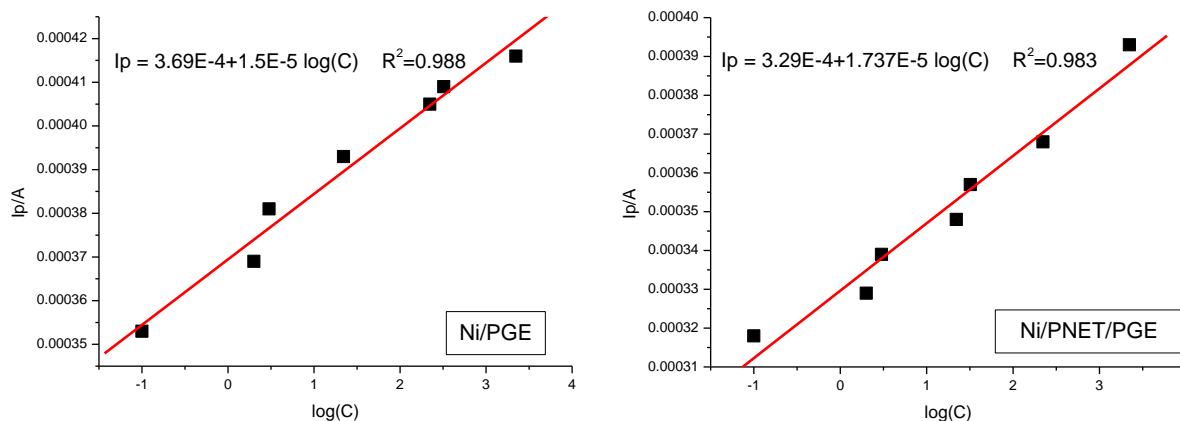 Ip = 3.69E-4+1.5E-5 log(C) R²=0.988
0.00042
0.00041
0.00040
0.00039
0.00038
0.00037
0.00036
0.00035
Ip/A
Ni/PGE
-1 0 1 2 3 4
log(C)
0.00040
Ip = 3.29E-4+1.737E-5 log(C) R²=0.983
0.00039
0.00038
0.00037
0.00036
0.00035
0.00034
0.00033
0.00032
0.00031
Ip/A
Ni/PNET/PGE
-1 0 1 2 3
log(C)